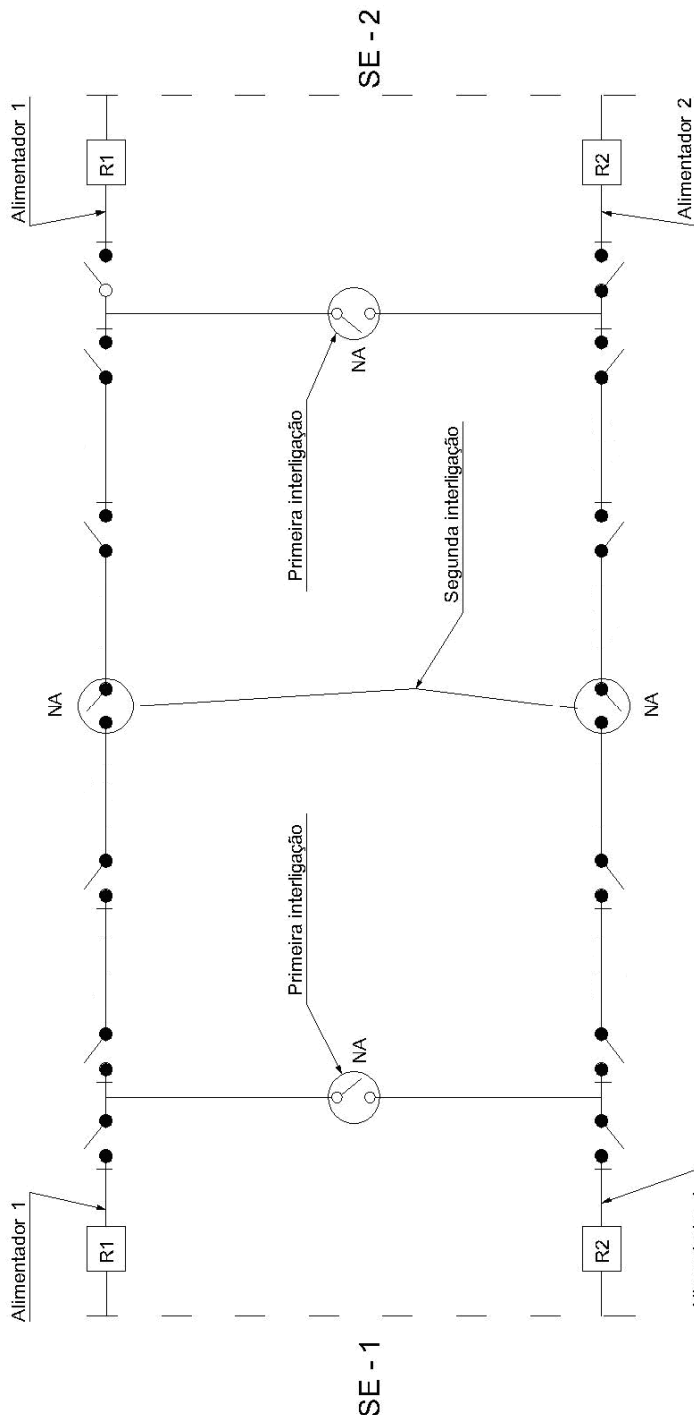 Alimentador 1
Alimentador 1
NA
R1
R1
Primeira interligação
Primeira interligação
NA
NA
SE - 1
SE - 2
Segunda interligação
R2
R2
NA
Alimentador 2